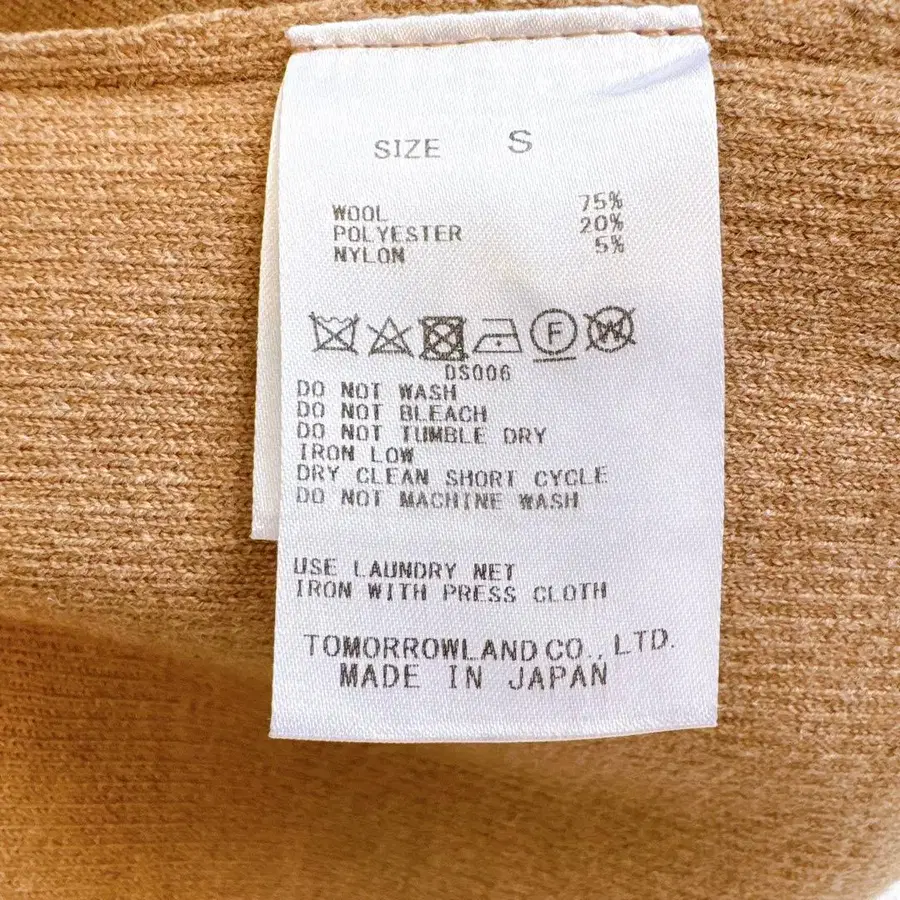 SIZE S
WOOL 75%
POLYESTER 20%
NYLON 5%
F W
DS006
DO NOT WASH
DO NOT BLEACH
DO NOT TUMBLE DRY
IRON LOW
DRY CLEAN SHORT CYCLE
DO NOT MACHINE WASH
USE LAUNDRY NET
IRON WITH PRESS CLOTH
TOMORROWLAND CO., LTD.
MADE IN JAPAN